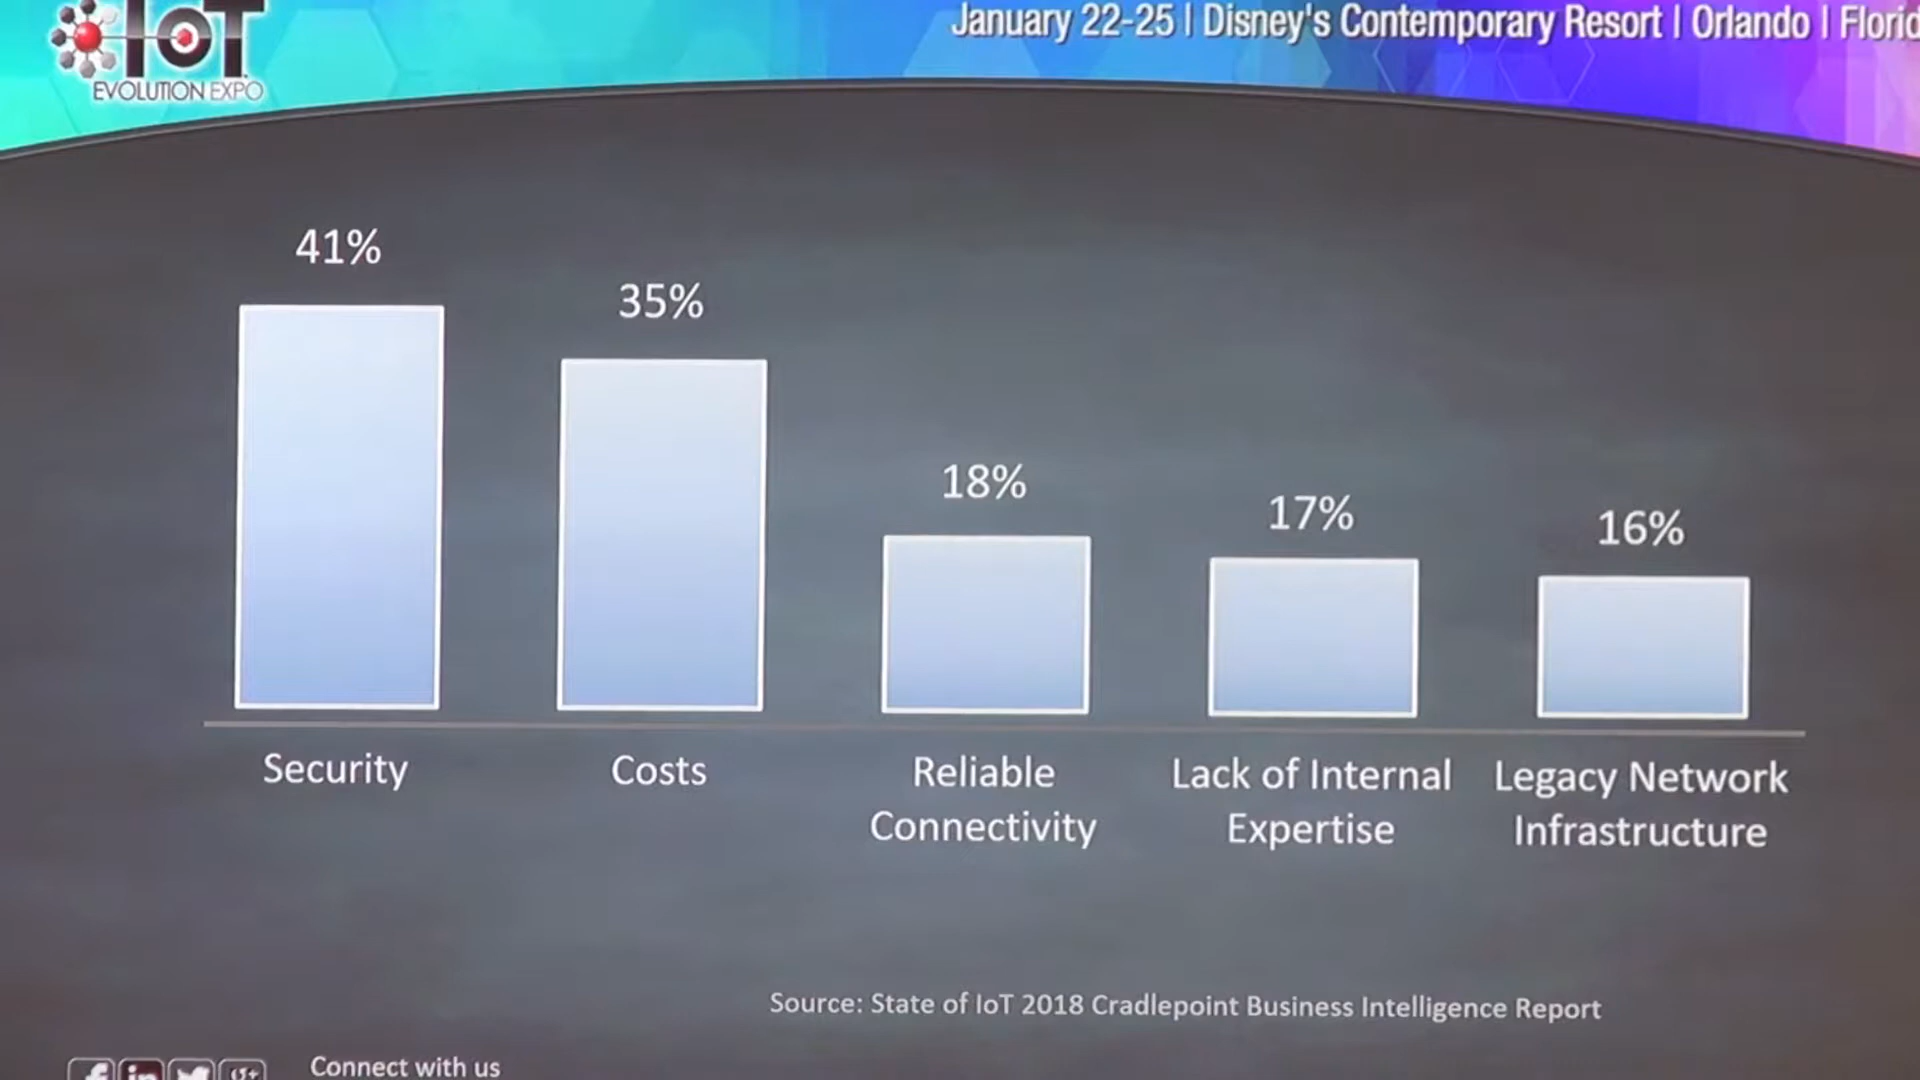 IoT
EVOLUTION EXPO
January 22-25 | Disney's Contemporary Resort | Orlando |
41%
35%
18%
17%
16%
Security
Costs
Reliable
Connectivity
Lack of Internal
Expertise
Legacy Network
Infrastructure
Source: State of IoT 2018 Cradlepoint Business Intelligence Report
Connect with us